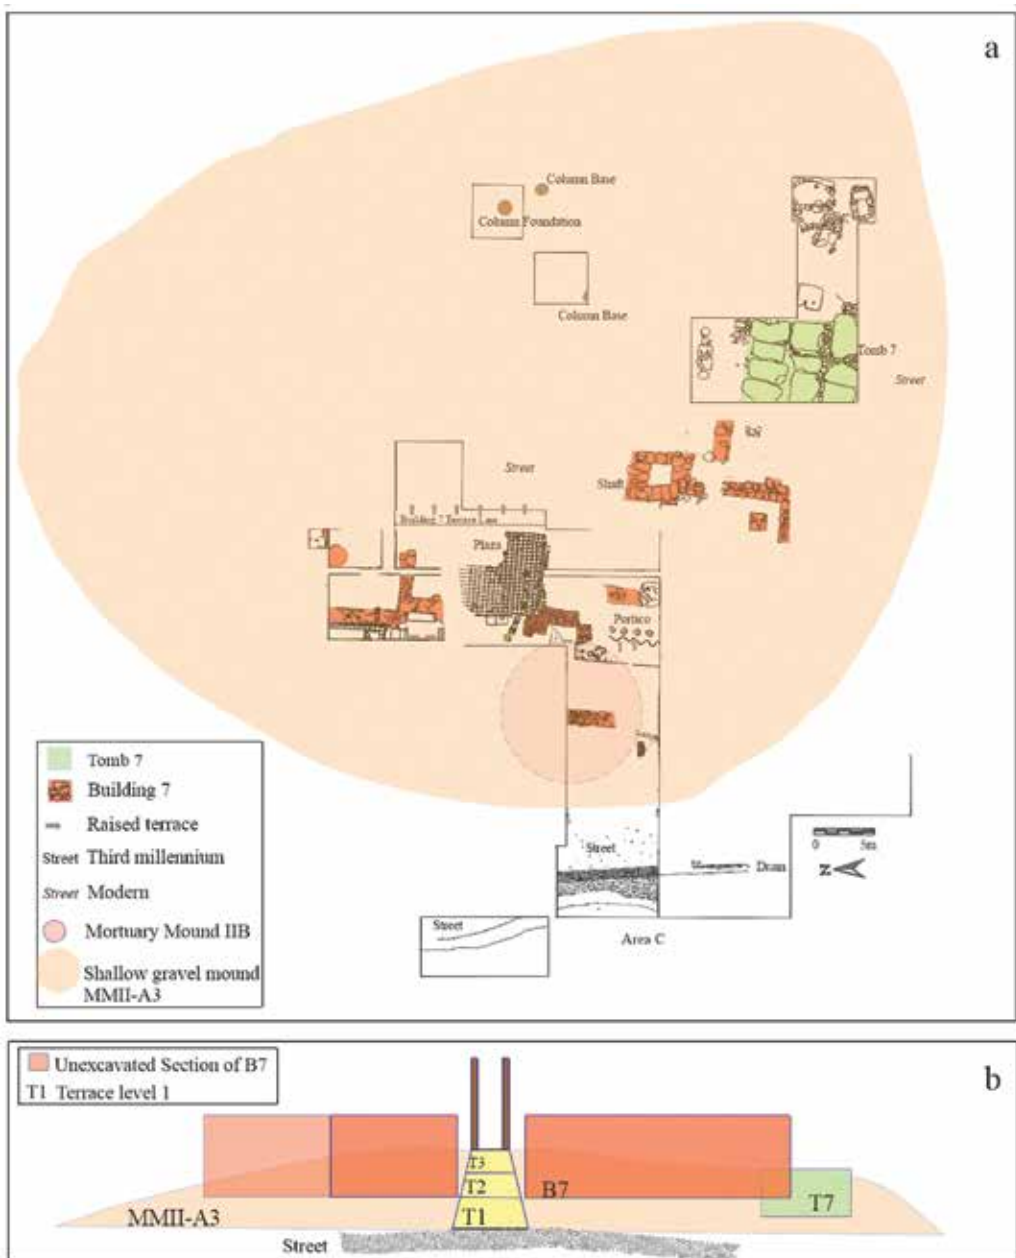 a
Column Base
Column Foundation
Column Base
Tomb 7
Street
Street
Shaft
Building 7 Terrace Line
Plaza
Portico
Street
Drain
0 5m
Z
Street
Area C
Tomb 7
Building 7
Raised terrace
Street Third millennium
Street Modern
Mortuary Mound IIB
Shallow gravel mound
MMII-A3
b
Unexcavated Section of B7
T1 Terrace level 1
T3
T2
T1
B7
T7
MMII-A3
Street